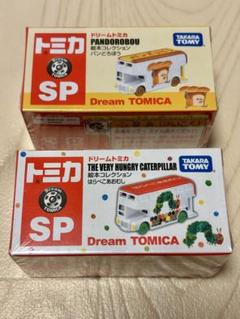 トミカ
ドリームトミカ
PANDOROBOU
絵本コレクション
パンどろぼう
TAKARA
TOMY
SP
Dream TOMICA
トミカ
ドリームトミカ
THE VERY HUNGRY CATERPILLAR
絵本コレクション
はらぺこあおむし
TAKARA
TOMY
SP
Dream TOMICA